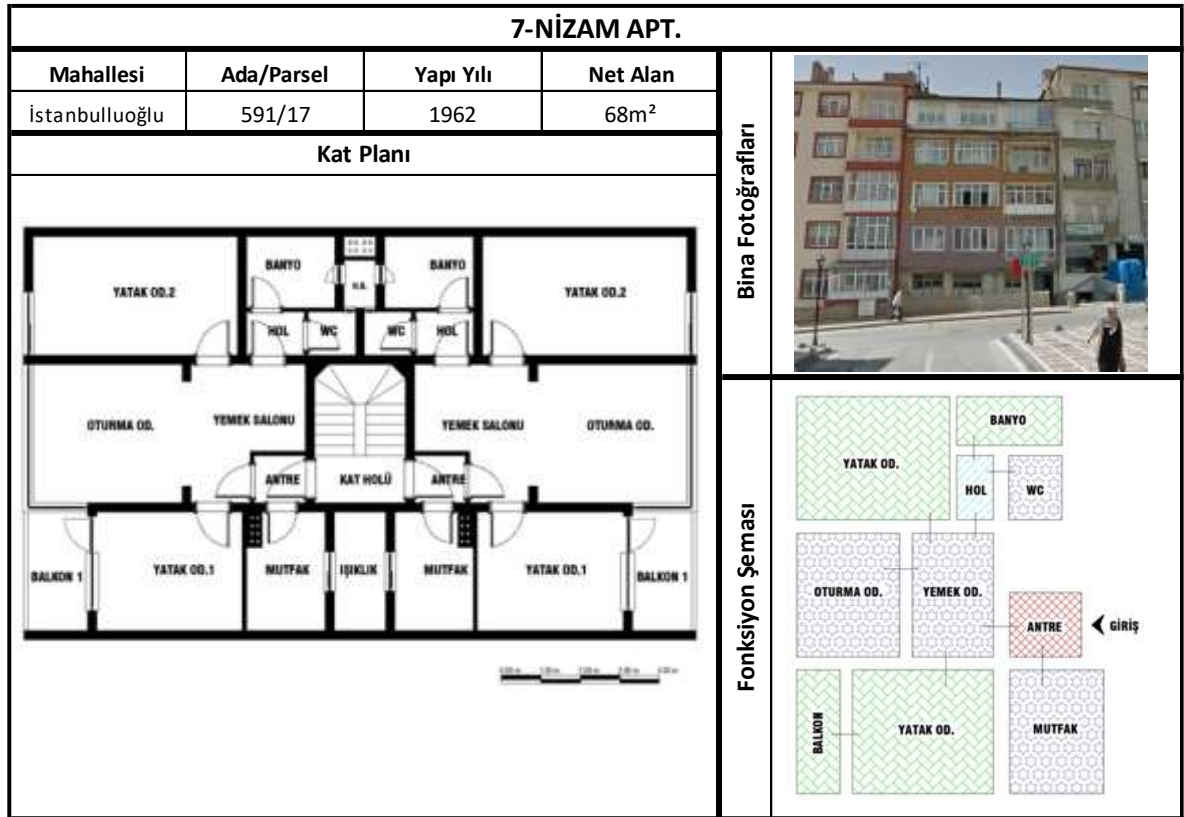 7-NİZAM APT.
Mahallesi Ada/Parsel Yapı Yılı Net Alan
İstanbulluoğlu 591/17 1962 68m²
Kat Planı
BANYO BANYO
YATAK OD.2 YATAK OD.2
HOL WC WC HOL
OTURMA OD. YEMEK SALONU YEMEK SALONU OTURMA OD.
ANTRE KAT HOLÜ ANTRE
BALKON 1 YATAK OD.1 MUTFAK IŞIKLIK MUTFAK YATAK OD.1 BALKON 1
Bina Fotoğrafları
Fonksiyon Şeması
BANYO
YATAK OD.
HOL WC
OTURMA OD. YEMEK OD.
ANTRE GİRİŞ
BALKON YATAK OD. MUTFAK